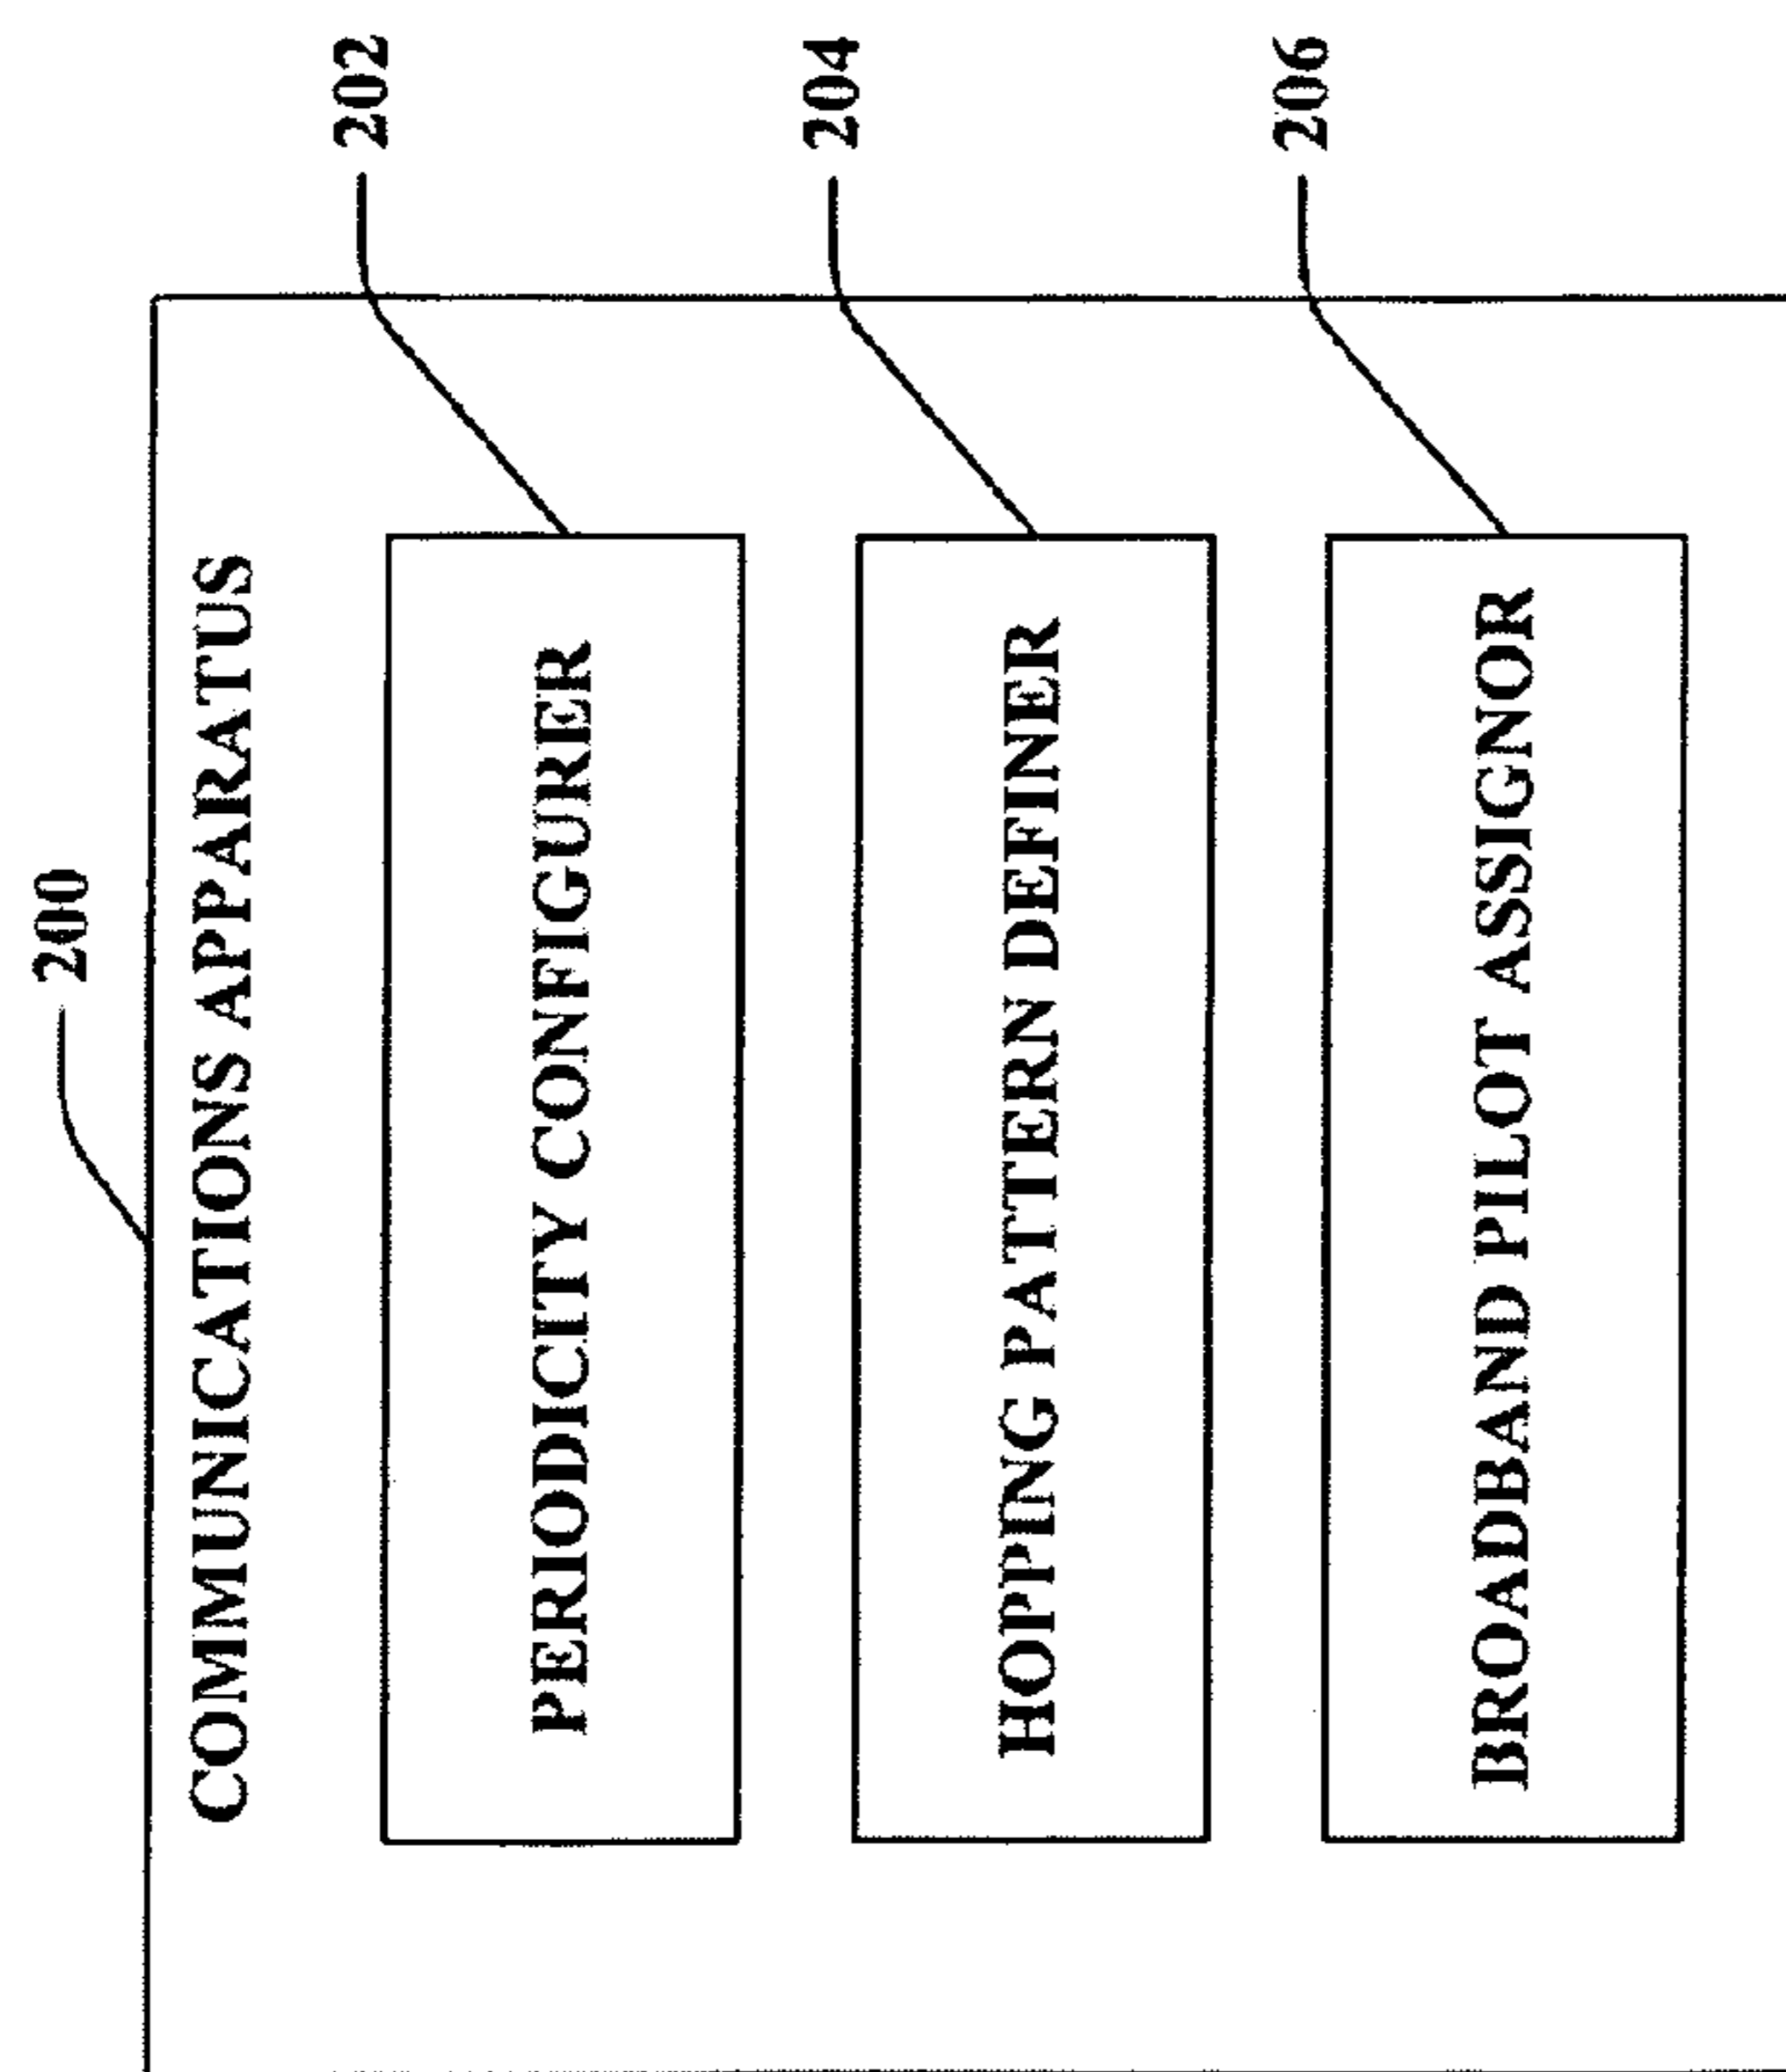 200
COMMUNICATIONS APPARATUS
202
PERIODICITY CONFIGURER
204
HOPPING PATTERN DEFINER
206
BROADBAND PILOT ASSIGNOR